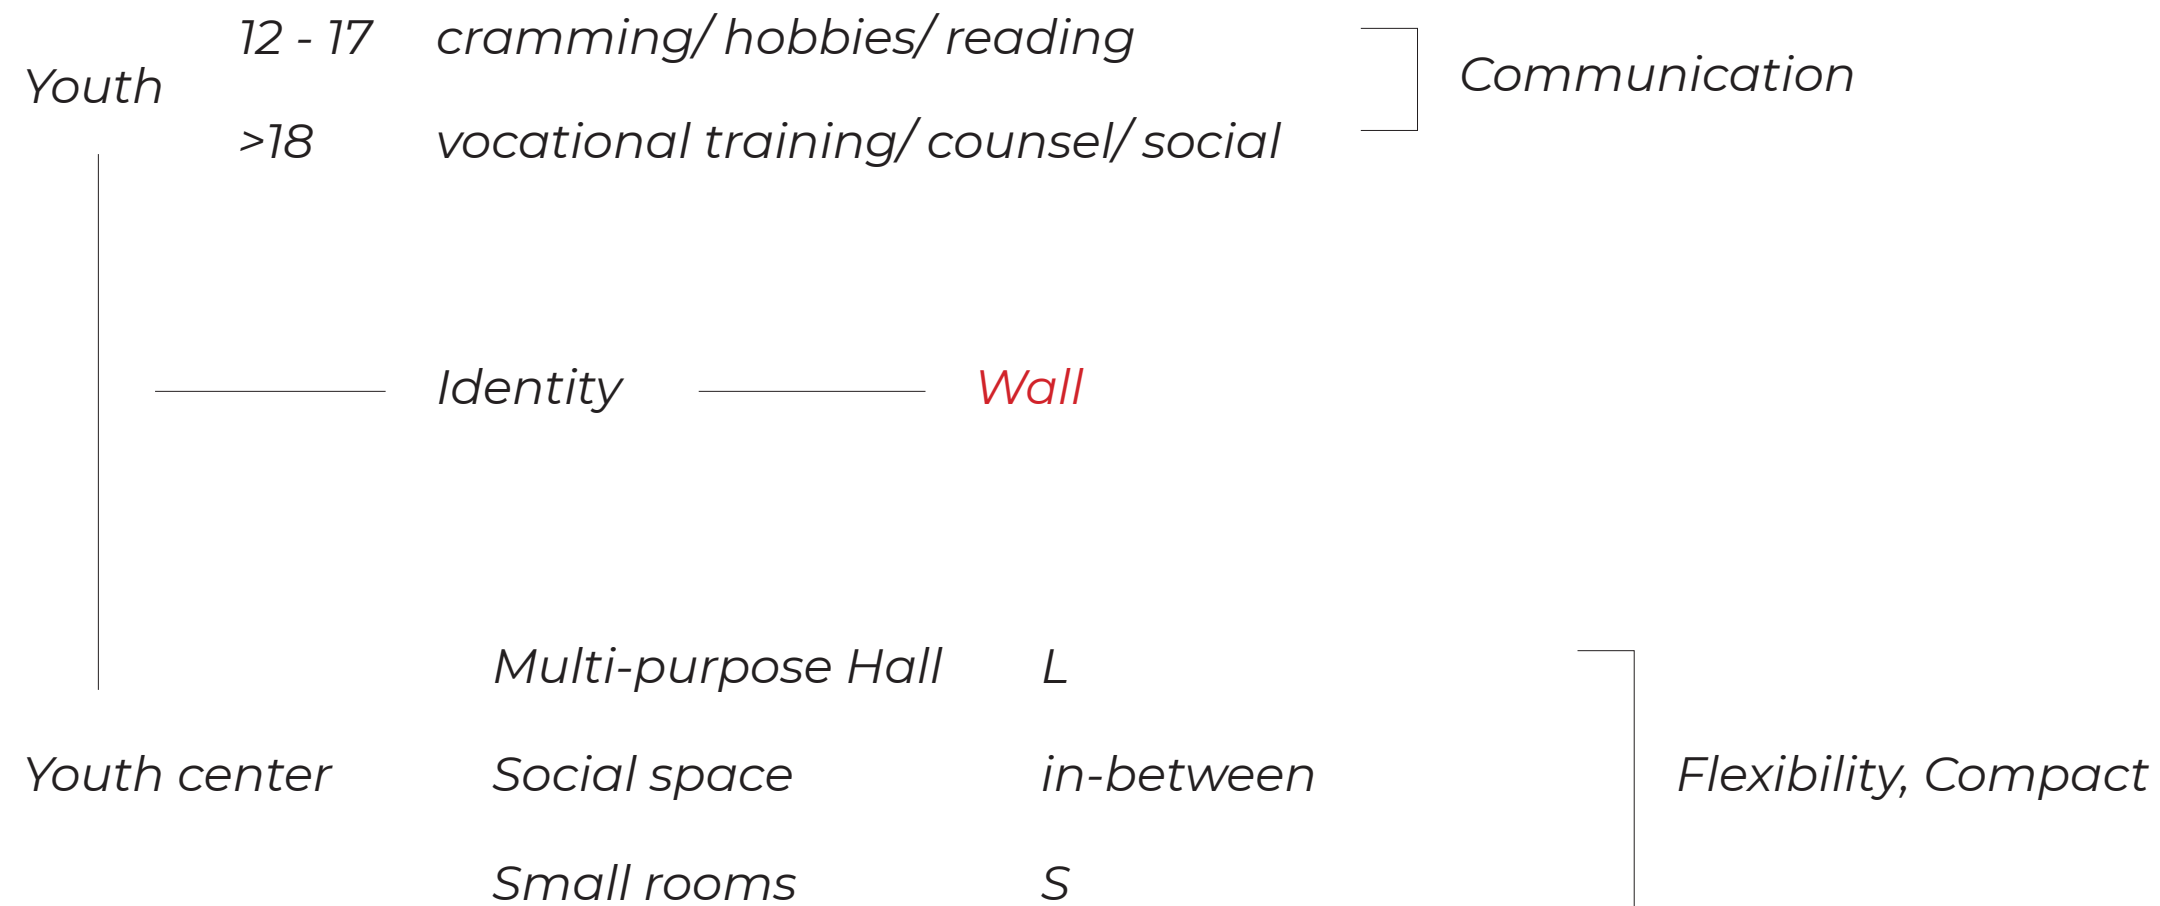 12 - 17 cramming/ hobbies/ reading
Youth
Communication
>18 vocational training/ counsel/ social
Identity Wall
Multi-purpose Hall L
Youth center Social space in-between Flexibility, Compact
Small rooms S